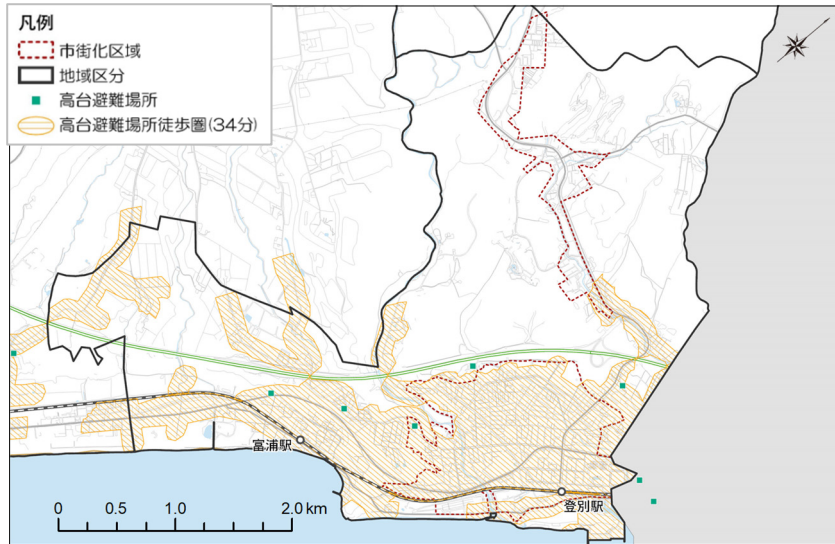 凡例
市街化区域
地域区分
高台避難場所
高台避難場所徒歩圏(34分)
富浦駅
登別駅
0 0.5 1.0 2.0 km